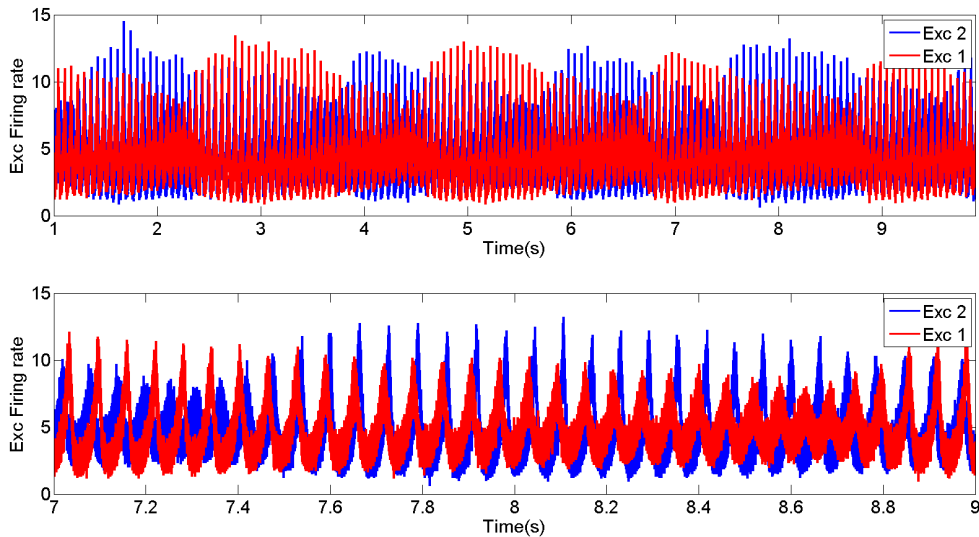 Exc Firing rate
15
10
5
0
Exc 2
Exc 1
1 2 3 4 5 6 7 8 9
Time(s)
Exc Firing rate
15
10
5
0
Exc 2
Exc 1
7 7.2 7.4 7.6 7.8 8 8.2 8.4 8.6 8.8 9
Time(s)